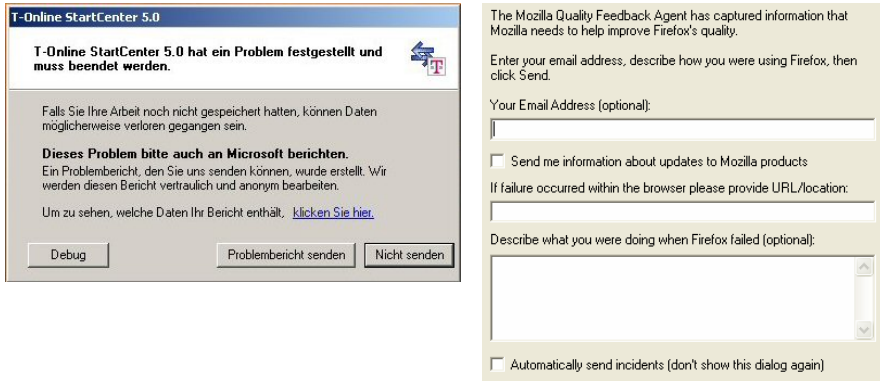 T-Online StartCenter 5.0
T-Online StartCenter 5.0 hat ein Problem festgestellt und
muss beendet werden.
T
Falls Sie Ihre Arbeit noch nicht gespeichert hatten, können Daten
möglicherweise verloren gegangen sein.
Dieses Problem bitte auch an Microsoft berichten.
Ein Problembericht, den Sie uns senden können, wurde erstellt. Wir
werden diesen Bericht vertraulich und anonym bearbeiten.
Um zu sehen, welche Daten Ihr Bericht enthält, klicken Sie hier.
Debug
Problembericht senden
Nicht senden
The Mozilla Quality Feedback Agent has captured information that
Mozilla needs to help improve Firefox's quality.
Enter your email address, describe how you were using Firefox, then
click Send.
Your Email Address (optional):
Send me information about updates to Mozilla products
If failure occurred within the browser please provide URL/location:
Describe what you were doing when Firefox failed (optional):
Automatically send incidents (don't show this dialog again)